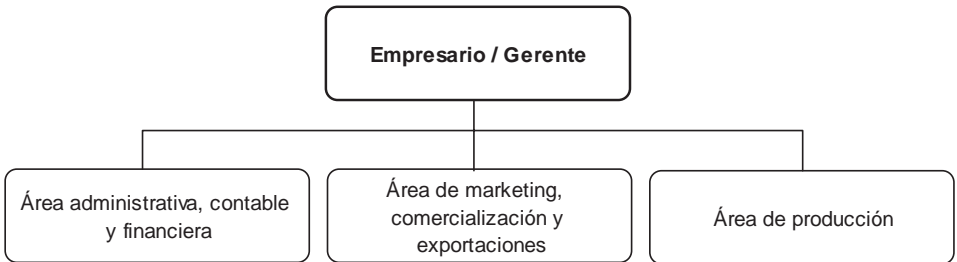 Empresario / Gerente
Área administrativa, contable
y financiera
Área de marketing,
comercialización y
exportaciones
Área de producción